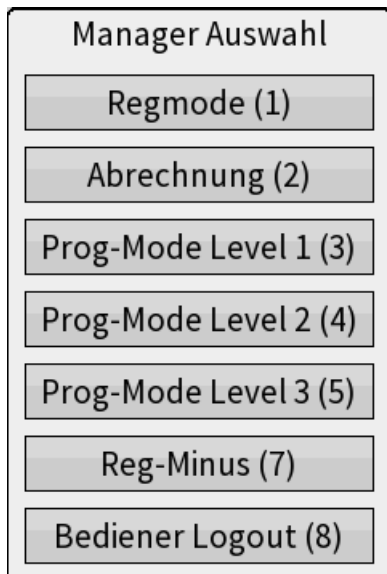 Manager Auswahl
Regmode (1)
Abrechnung (2)
Prog-Mode Level 1 (3)
Prog-Mode Level 2 (4)
Prog-Mode Level 3 (5)
Reg-Minus (7)
Bediener Logout (8)